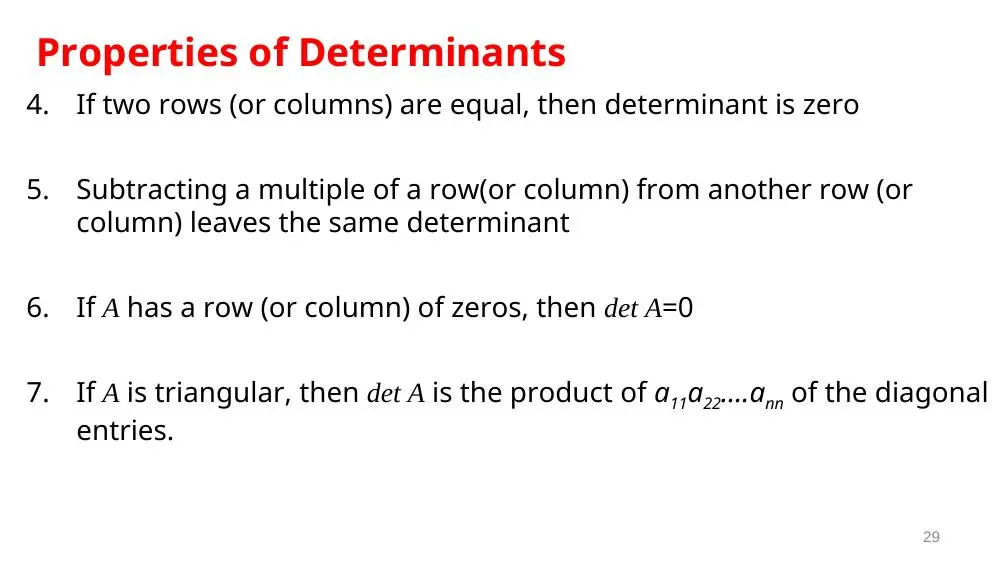 Properties of Determinants
4. If two rows (or columns) are equal, then determinant is zero
5. Subtracting a multiple of a row(or column) from another row (or
column) leaves the same determinant
6. If A has a row (or column) of zeros, then det A=0
7. If A is triangular, then det A is the product of a₁₁a₂₂....aₙₙ of the diagonal
entries.
29